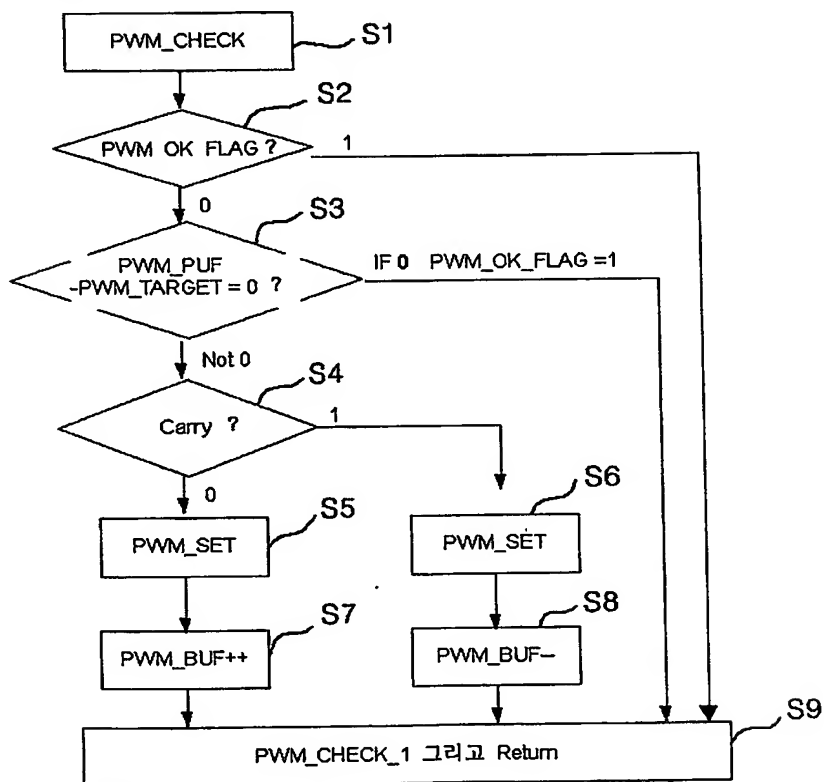 PWM_CHECK
S1
S2
PWM OK FLAG ?
1
0
S3
PWM_PUF
-PWM_TARGET = 0 ?
IF 0 PWM_OK_FLAG =1
Not 0
S4
Carry ?
1
0
S5
S6
PWM_SET
PWM_SET
S7
S8
PWM_BUF++
PWM_BUF–
S9
PWM_CHECK_1 그리고 Return